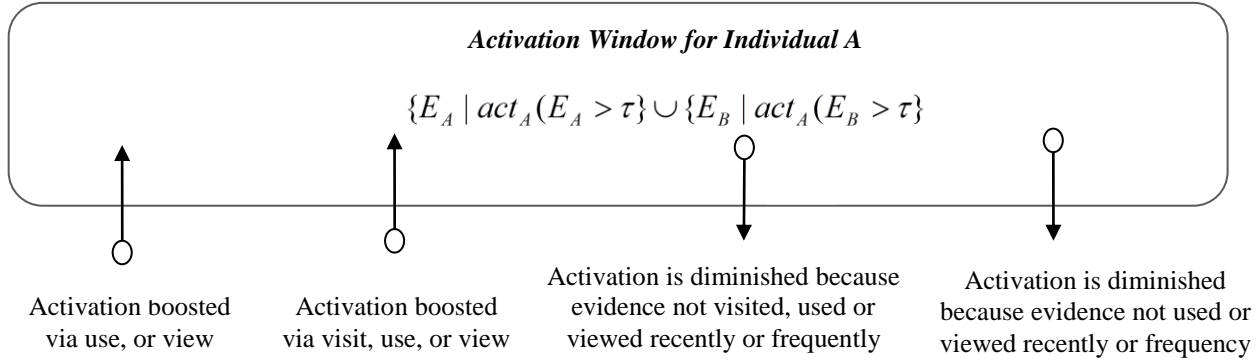 Activation Window for Individual A
{E_A | act_A(E_A > τ} ∪ {E_B | act_A(E_B > τ}
Activation boosted
via use, or view
Activation boosted
via visit, use, or view
Activation is diminished because
evidence not visited, used or
viewed recently or frequently
Activation is diminished
because evidence not used or
viewed recently or frequency